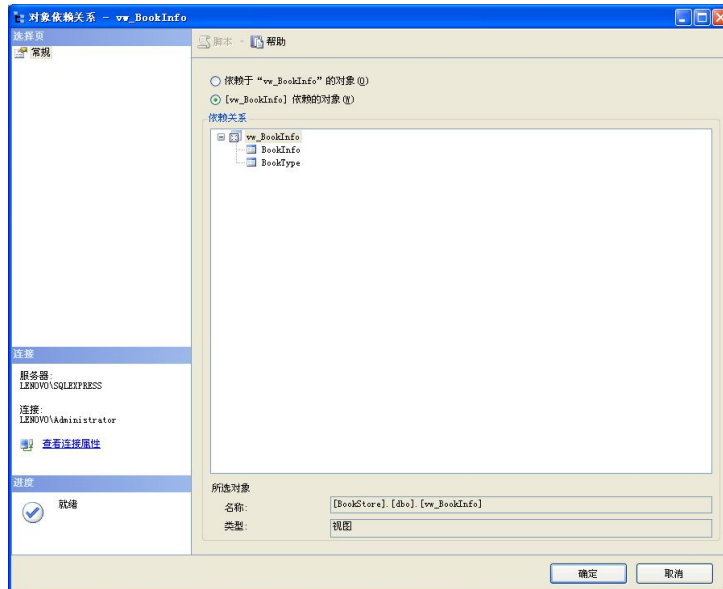 对象依赖关系 - vw_BookInfo
选择页
常规
脚本
帮助
依赖于“vw_BookInfo”的对象(O)
[vw_BookInfo] 依赖的对象(W)
依赖关系
vw_BookInfo
BookInfo
BookType
连接
服务器:
LENOVO\SQLEXPRESS
连接:
LENOVO\Administrator
查看连接属性
进度
就绪
所选对象
名称:
[BookStore].[dbo].[vw_BookInfo]
类型:
视图
确定
取消